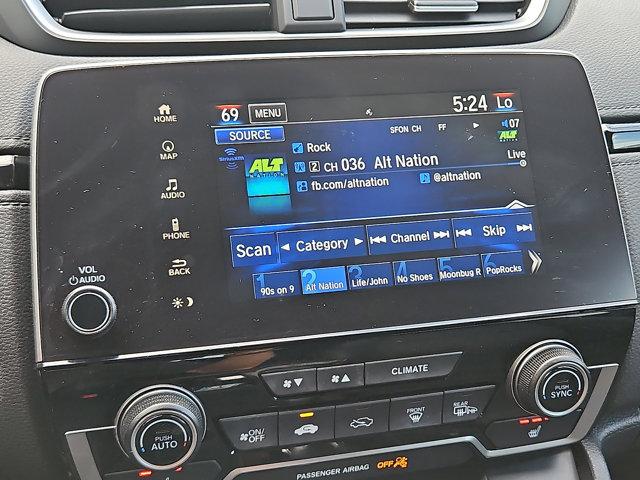 69 MENU 5:24 Lo
SOURCE SFON CH FF 07
HOME
MAP
AUDIO
PHONE
BACK
VOL
AUDIO
SiriusXM
ALT
NATION
Rock
2 CH 036 Alt Nation Live
fb.com/altnation @altnation
Scan Category Channel Skip
1 90s on 9 2 Alt Nation 3 Life/John 4 No Shoes 5 Moonbug R 6 PopRocks
CLIMATE
ON/OFF FRONT REAR
PUSH AUTO
PUSH SYNC
PASSENGER AIRBAG OFF